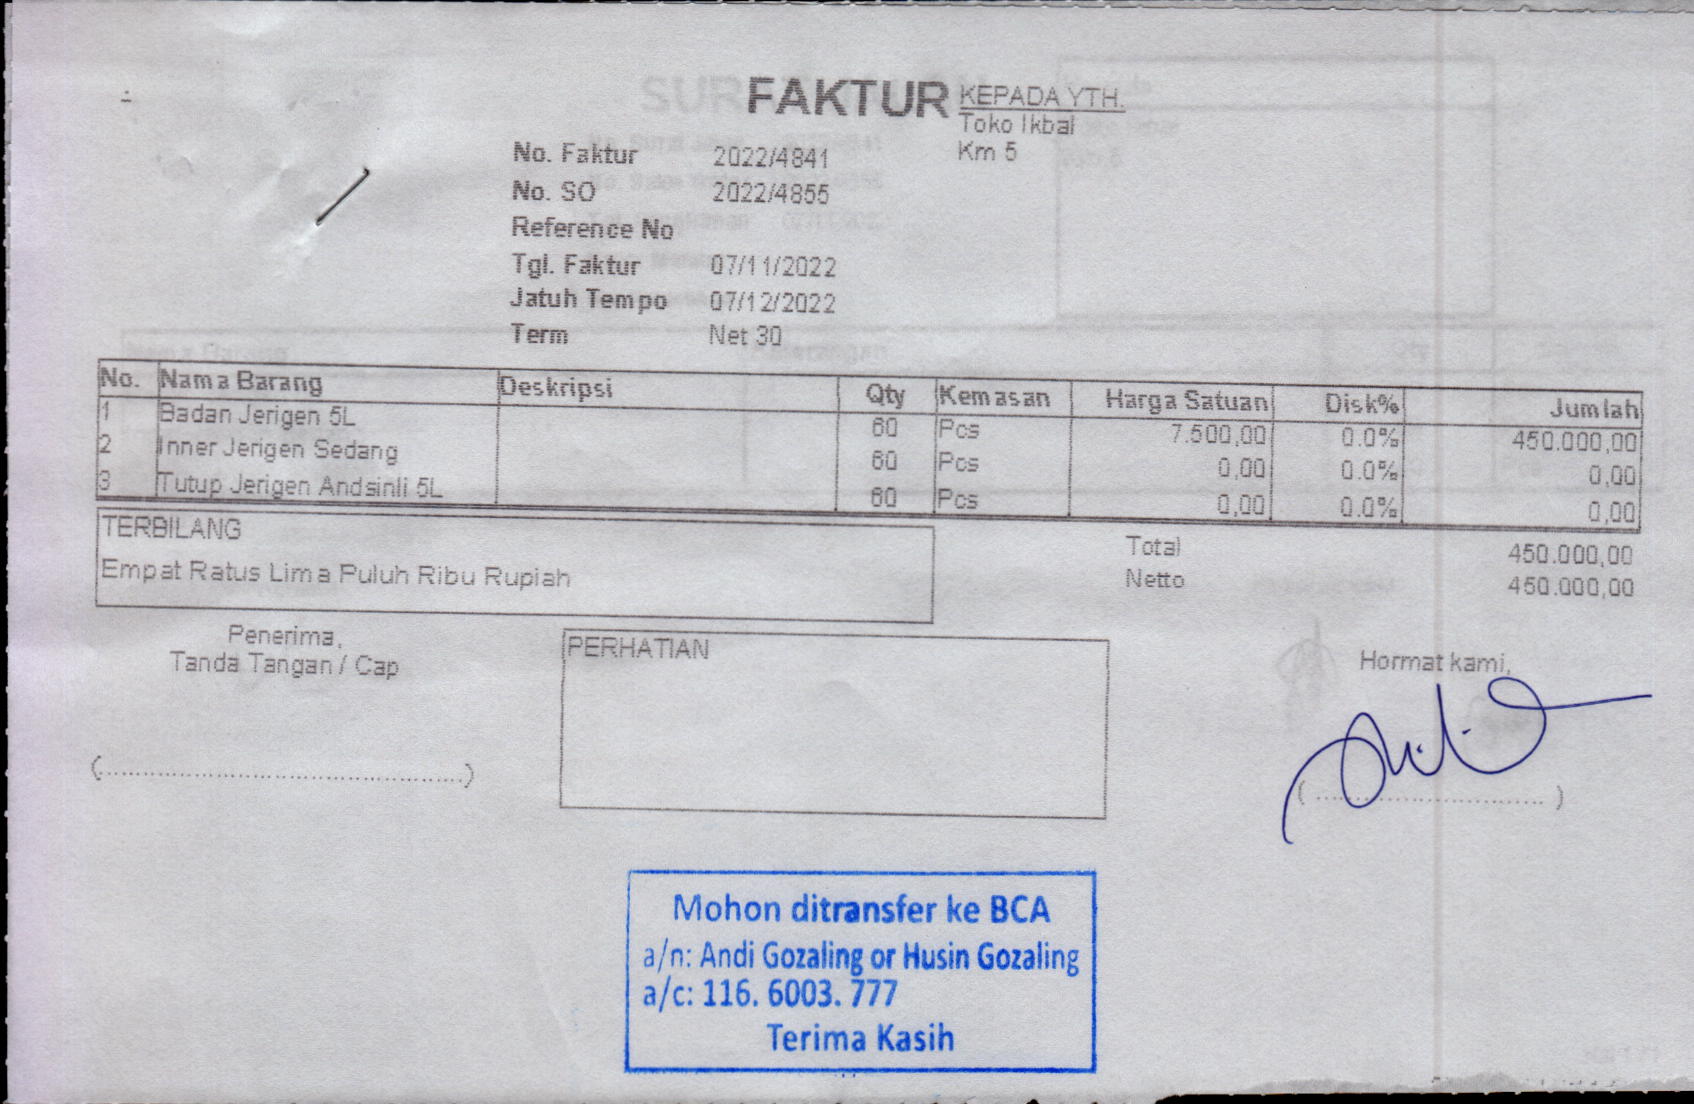 FAKTUR
KEPADA YTH.
Toko Ikbal
Km 5
No. Faktur 2022/4841
No. SO 2022/4855
Reference No
Tgl. Faktur 07/11/2022
Jatuh Tempo 07/12/2022
Term Net 30
No. Nama Barang Deskripsi Qty Kemasan Harga Satuan Disk% Jumlah
1 Badan Jerigen 5L 60 Pcs 7.500,00 0.0% 450.000,00
2 Inner Jerigen Sedang 60 Pcs 0,00 0.0% 0,00
3 Tutup Jerigen Andsinli 5L 60 Pcs 0,00 0.0% 0,00
TERBILANG
Empat Ratus Lima Puluh Ribu Rupiah
Total 450.000,00
Netto 450.000,00
Penerima,
Tanda Tangan / Cap
PERHATIAN
Hormat kami,
Mohon ditransfer ke BCA
a/n: Andi Gozaling or Husin Gozaling
a/c: 116. 6003. 777
Terima Kasih